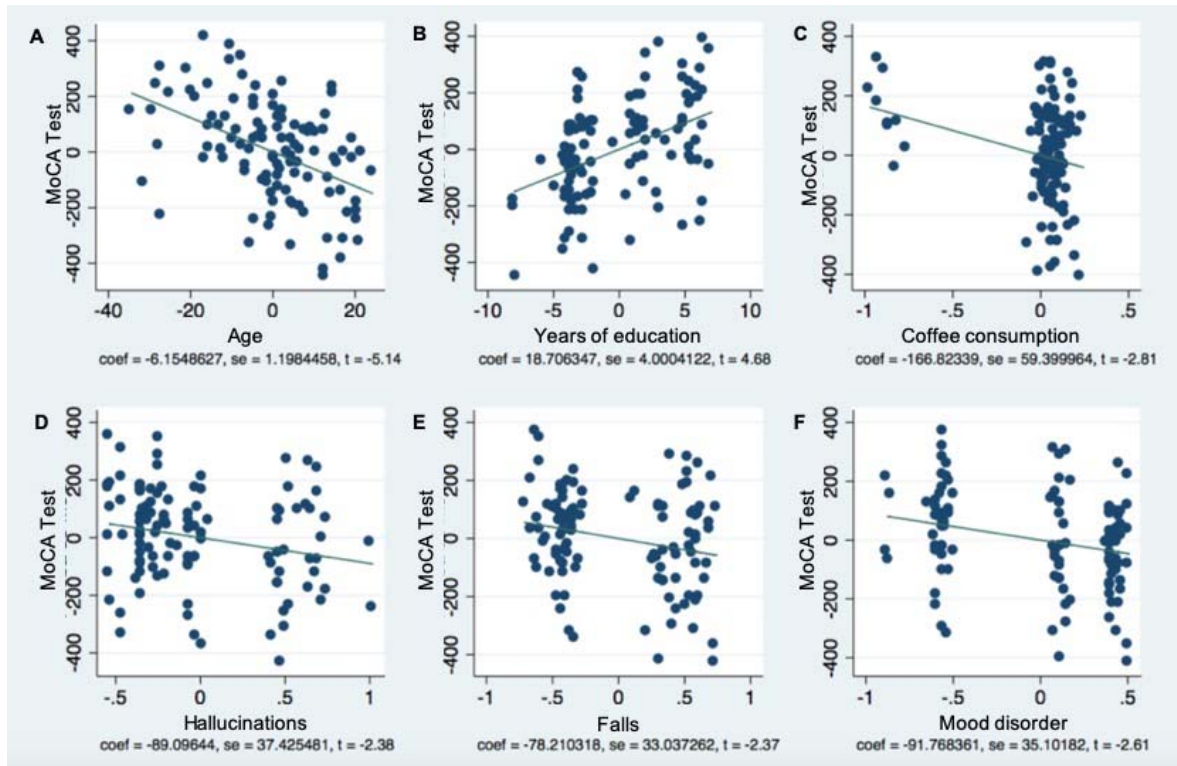 A
MoCA Test
400
200
0
-200
-400
-40 -20 0 20
Age
coef = -6.1548627, se = 1.1984458, t = -5.14
B
MoCA Test
400
200
0
-200
-400
-10 -5 0 5 10
Years of education
coef = 18.706347, se = 4.0004122, t = 4.68
C
MoCA Test
400
200
0
-200
-400
-1 -.5 0 .5
Coffee consumption
coef = -166.82339, se = 59.399964, t = -2.81
D
MoCA Test
400
200
0
-200
-400
-.5 0 .5 1
Hallucinations
coef = -89.09644, se = 37.425481, t = -2.38
E
MoCA Test
400
200
0
-200
-400
-1 -.5 0 .5 1
Falls
coef = -78.210318, se = 33.037262, t = -2.37
F
MoCA Test
400
200
0
-200
-400
-1 -.5 0 .5
Mood disorder
coef = -91.768361, se = 35.10182, t = -2.61